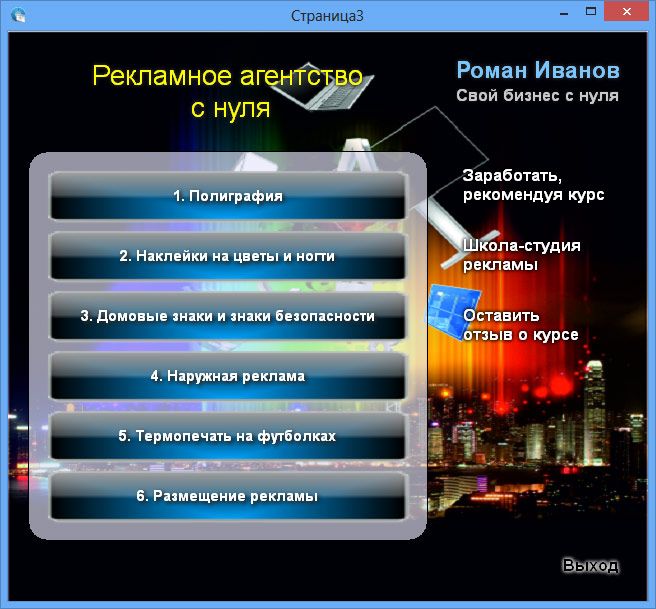 Страница3
Рекламное агентство
с нуля
Роман Иванов
Свой бизнес с нуля
1. Полиграфия
2. Наклейки на цветы и ногти
3. Домовые знаки и знаки безопасности
4. Наружная реклама
5. Термопечать на футболках
6. Размещение рекламы
Заработать,
рекомендуя курс
Школа-студия
рекламы
Оставить
отзыв о курсе
Выход